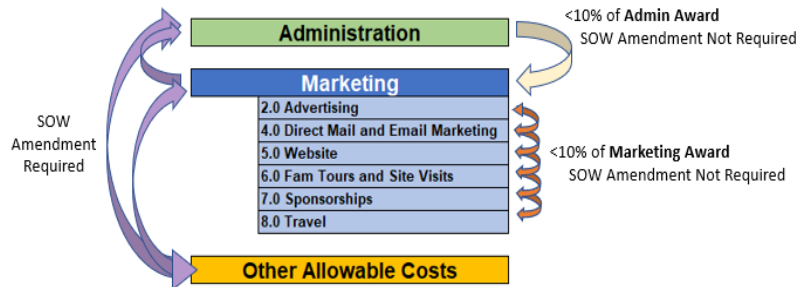 Administration
<10% of Admin Award
SOW Amendment Not Required
Marketing
2.0 Advertising
4.0 Direct Mail and Email Marketing
5.0 Website
6.0 Fam Tours and Site Visits
7.0 Sponsorships
8.0 Travel
SOW
Amendment
Required
<10% of Marketing Award
SOW Amendment Not Required
Other Allowable Costs